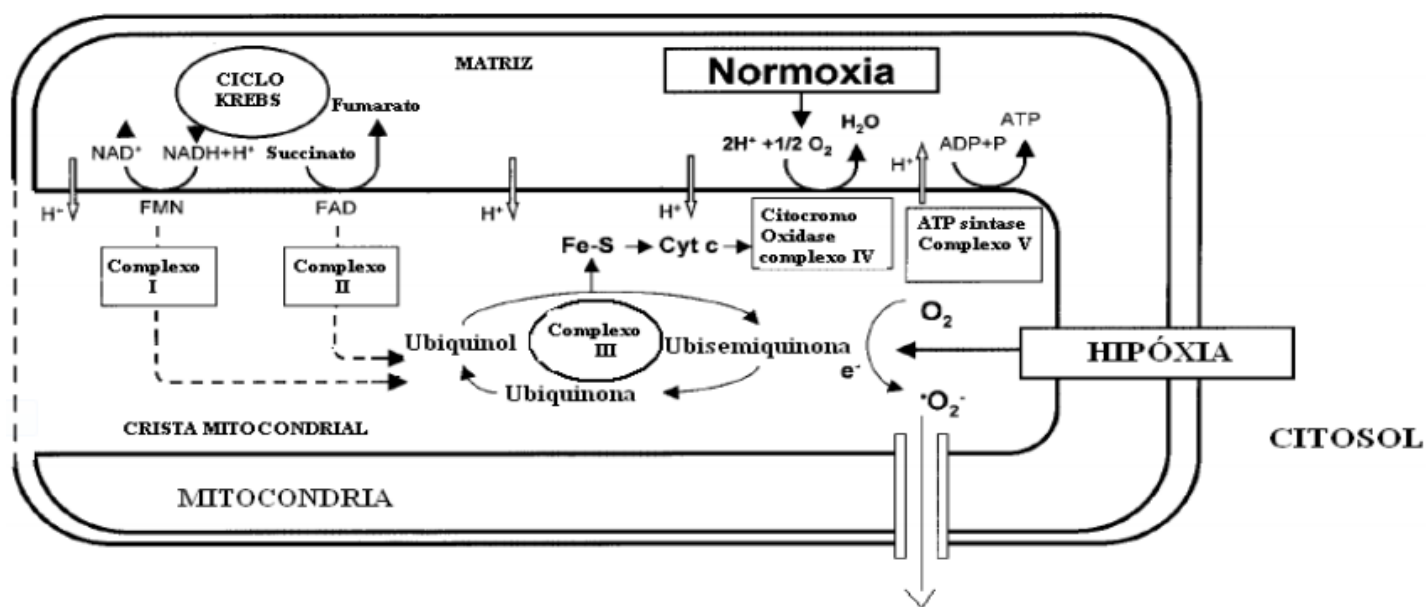 MATRIZ
Normoxia
CICLO
KREBS
Fumarato
NAD⁺
NADH+H⁺
Succinato
2H⁺ +1/2 O₂
H₂O
H⁺
ADP+P
ATP
H⁺
FMN
FAD
H⁺
H⁺
Complexo
I
Complexo
II
Fe-S
Cyt c
Citocromo
Oxidase
complexo IV
ATP sintase
Complexo V
Ubiquinol
Complexo
III
Ubisemiquinona
Ubiquinona
O₂
e⁻
•O₂⁻
HIPÓXIA
CRISTA MITOCONDRIAL
CITOSOL
MITOCONDRIA